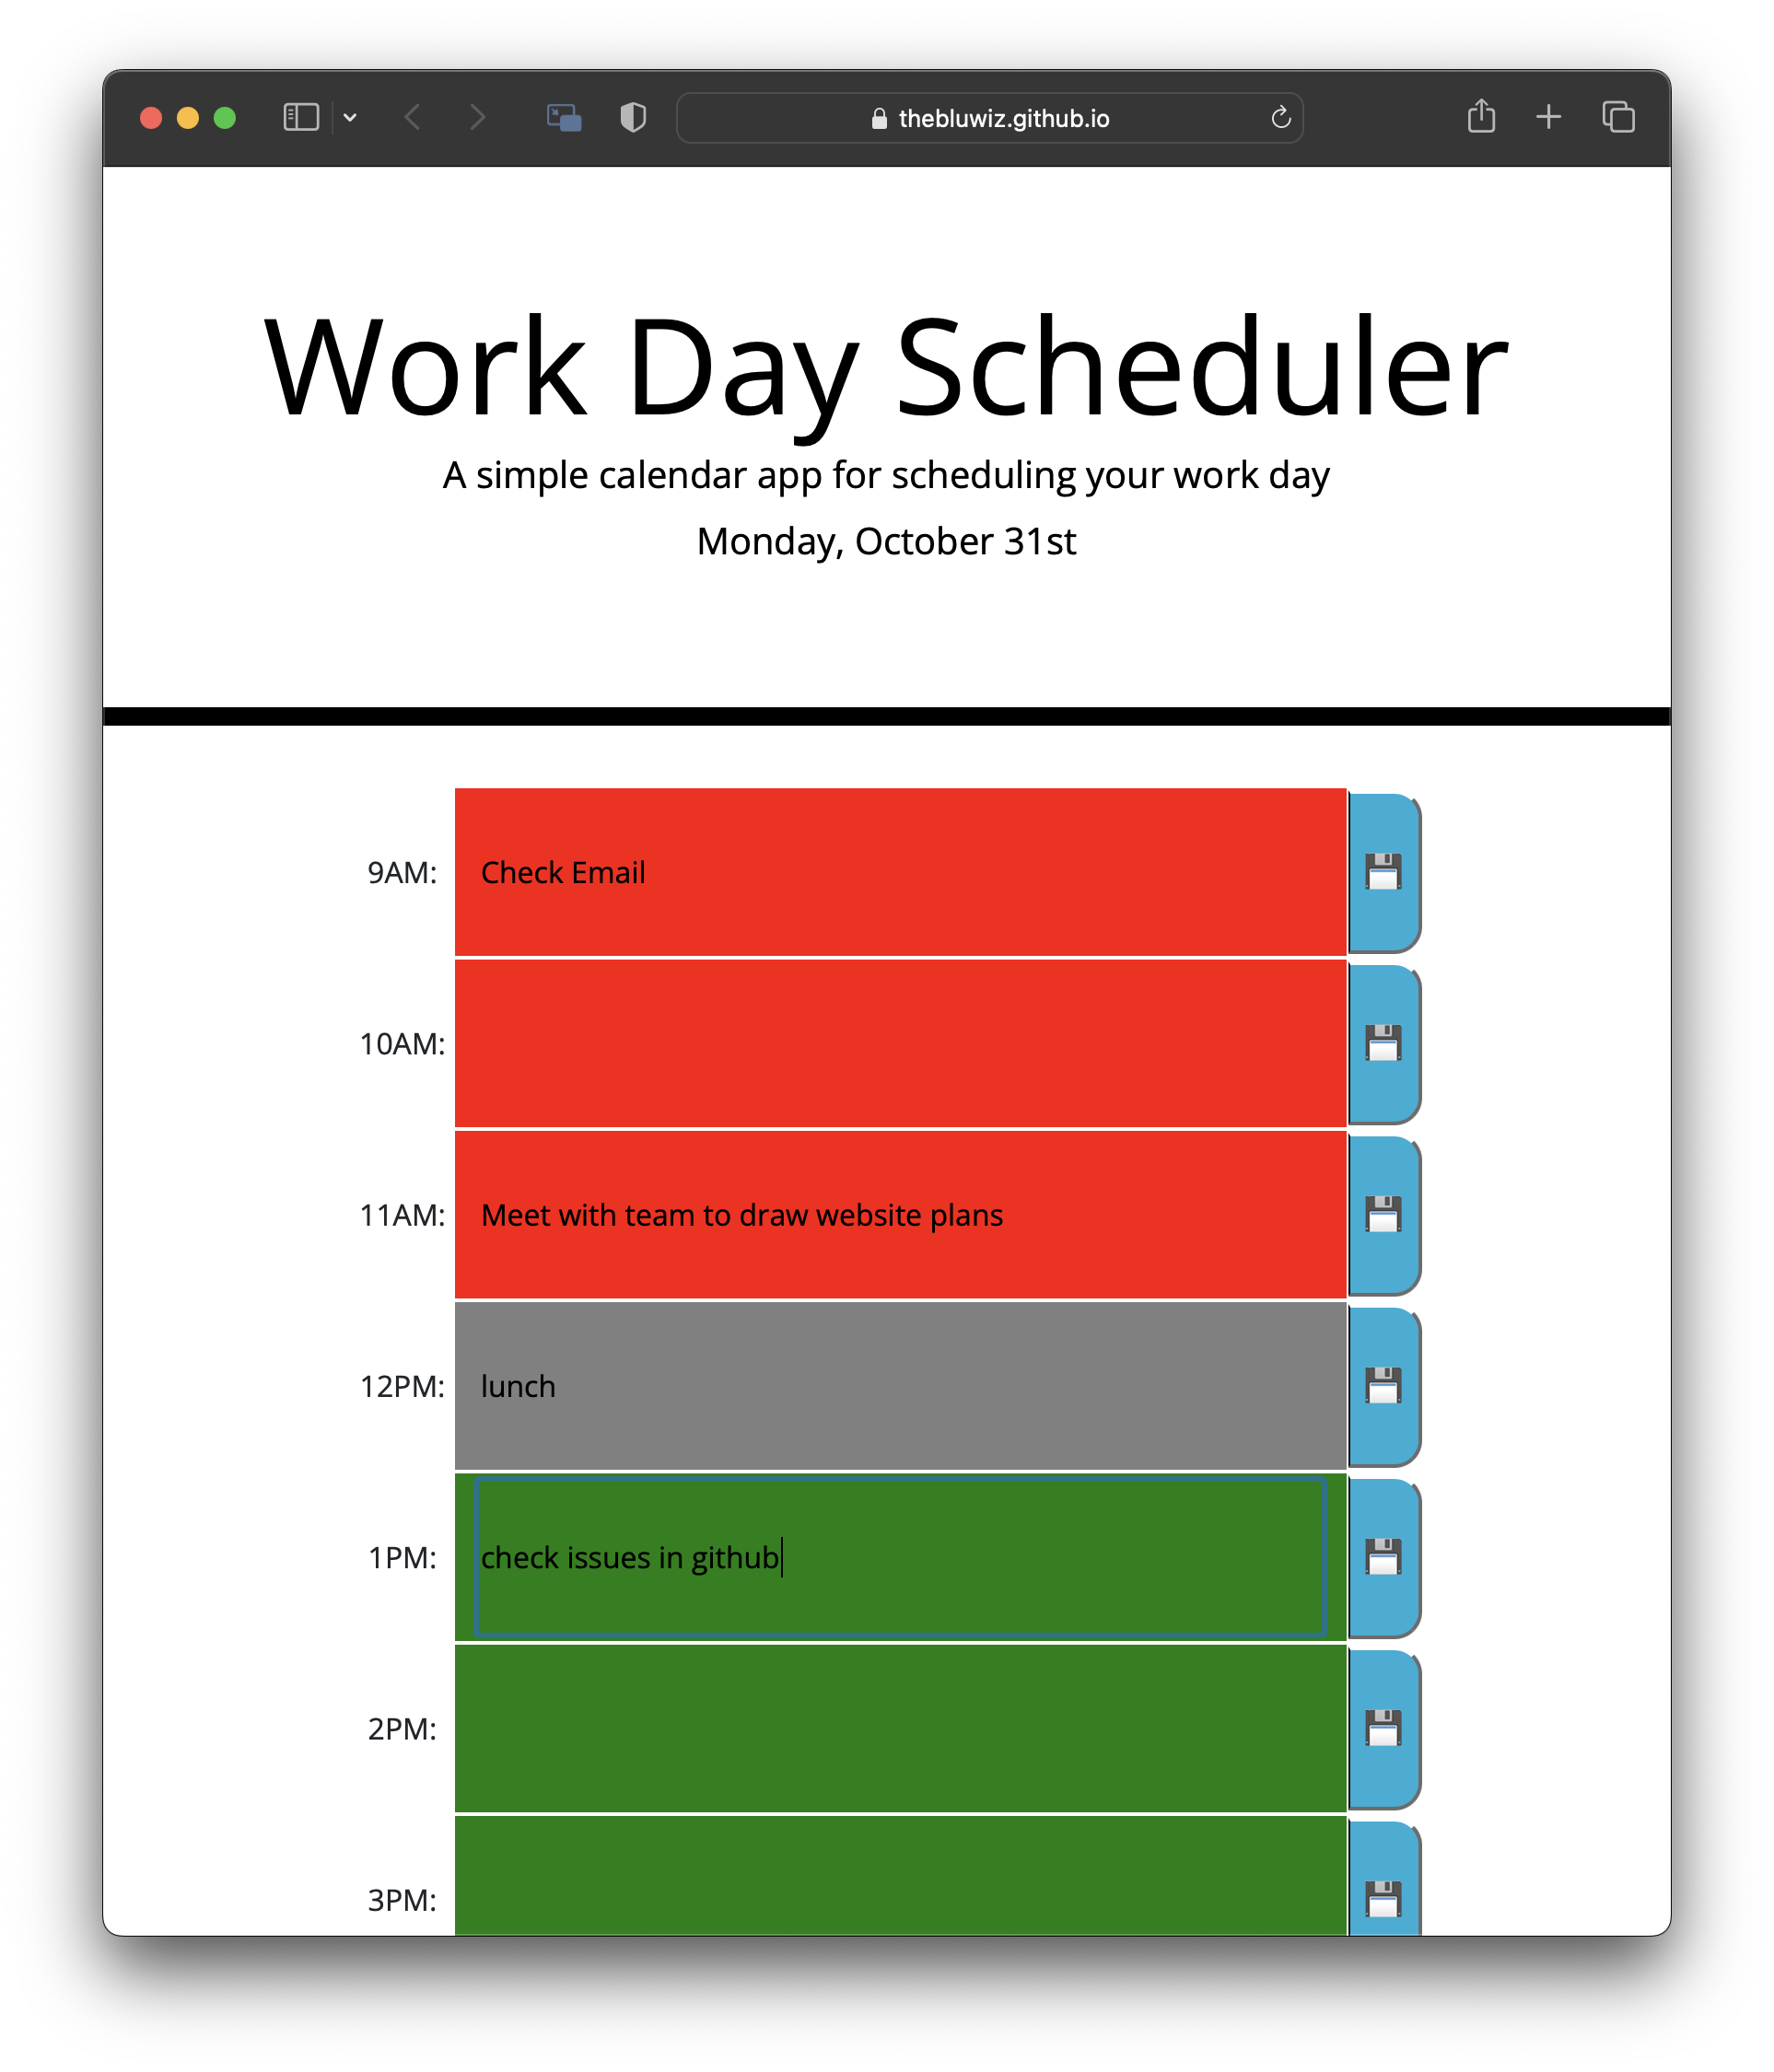 thebluwiz.github.io
Work Day Scheduler
A simple calendar app for scheduling your work day
Monday, October 31st
9AM: Check Email
10AM:
11AM: Meet with team to draw website plans
12PM: lunch
1PM: check issues in github
2PM:
3PM: